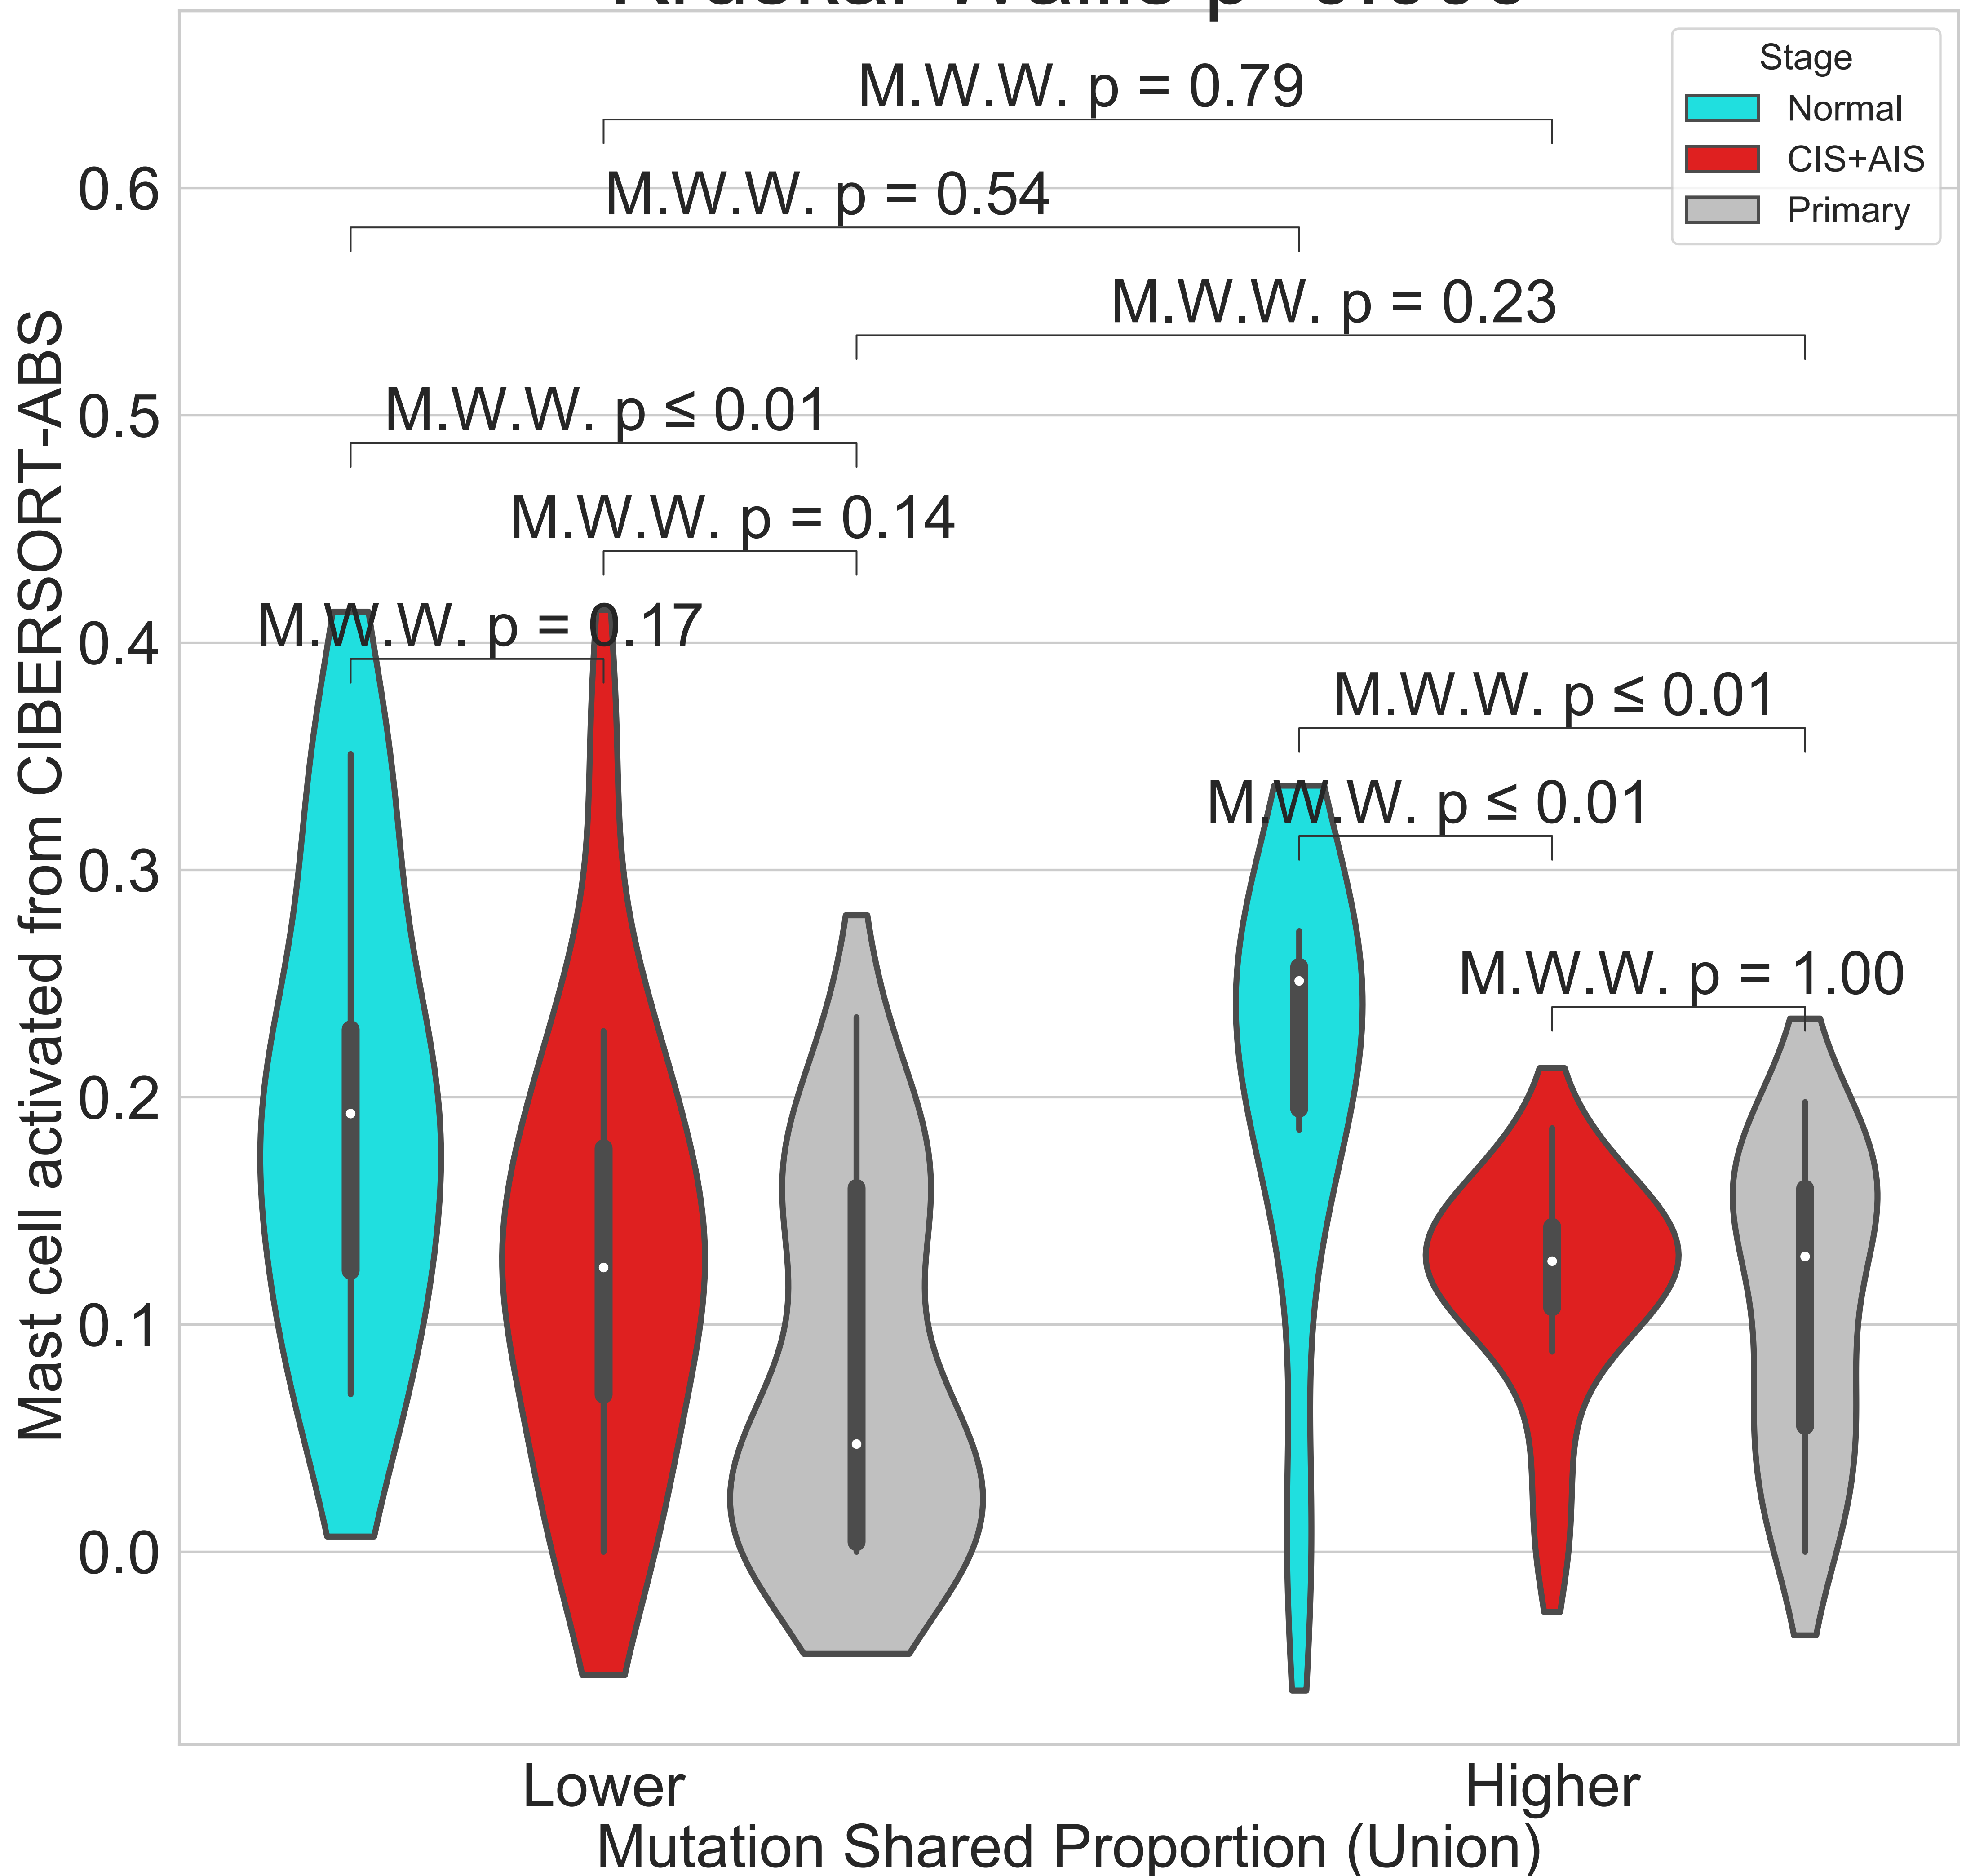 M.W.W. p = 0.79
M.W.W. p = 0.54
M.W.W. p = 0.23
M.W.W. p ≤ 0.01
M.W.W. p = 0.14
M.W.W. p = 0.17
M.W.W. p ≤ 0.01
M.W.W. p ≤ 0.01
M.W.W. p = 1.00
Stage
Normal
CIS+AIS
Primary
Mast cell activated from CIBERSORT-ABS
0.6
0.5
0.4
0.3
0.2
0.1
0.0
Lower
Higher
Mutation Shared Proportion (Union)